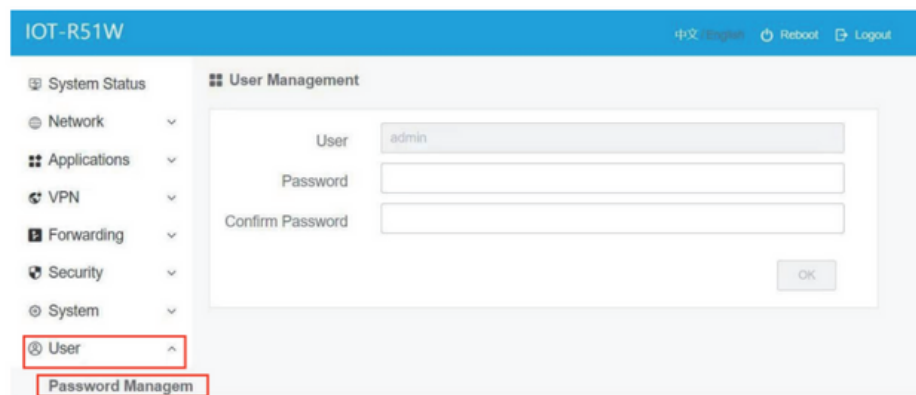 IOT-R51W
中文/English Reboot Logout
System Status
Network
Applications
VPN
Forwarding
Security
System
User
Password Managem
User Management
User admin
Password
Confirm Password
OK